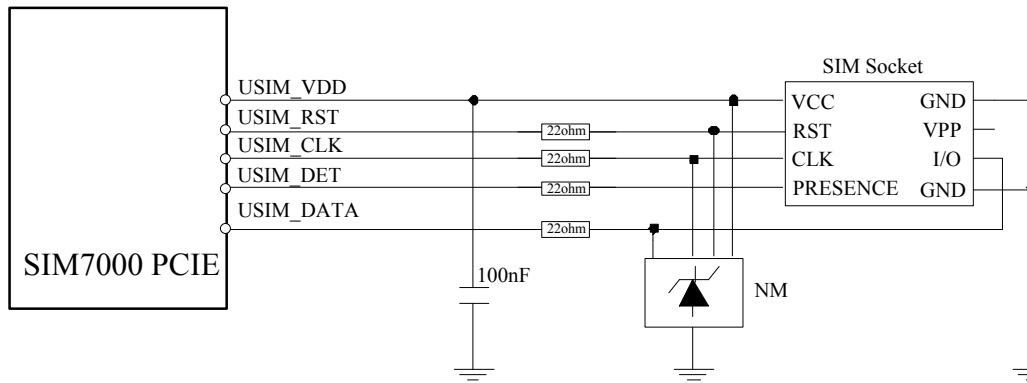 SIM Socket
USIM_VDD
USIM_RST
USIM_CLK
USIM_DET
USIM_DATA
SIM7000 PCIE
22ohm
22ohm
22ohm
22ohm
100nF
NM
VCC
RST
CLK
PRESENCE
GND
VPP
I/O
GND